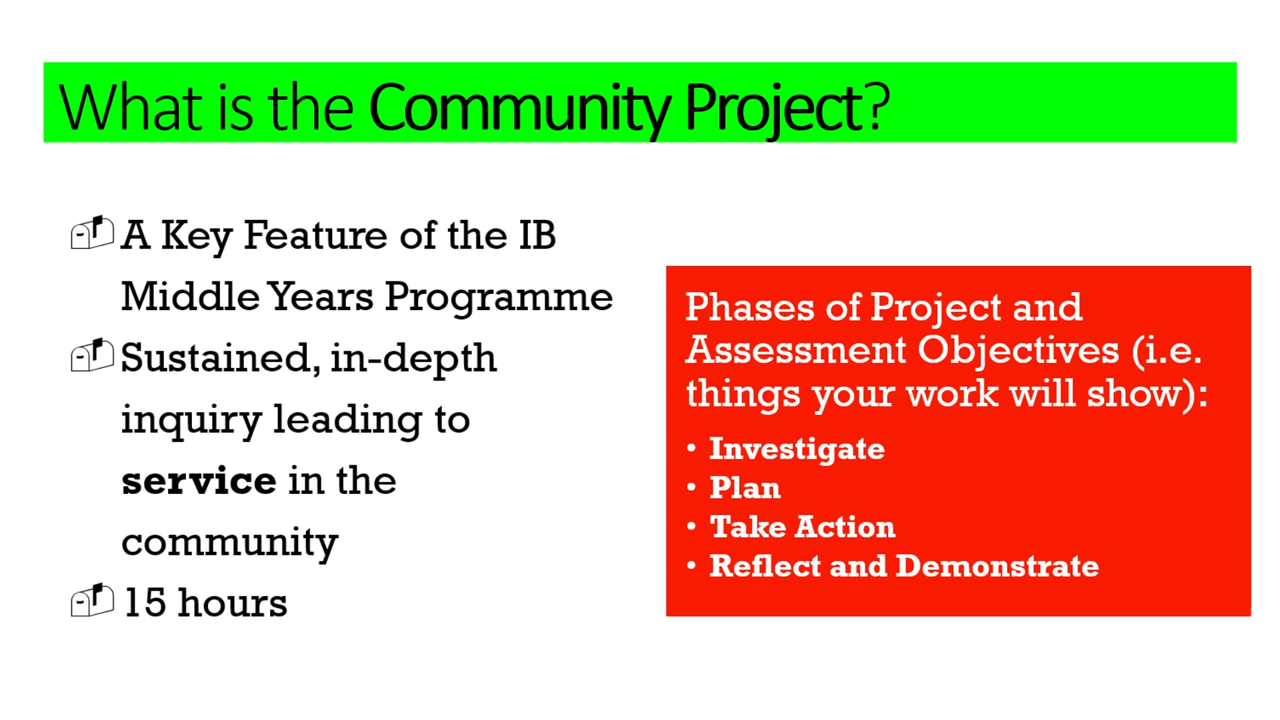 What is the Community Project?
A Key Feature of the IB
Middle Years Programme
Sustained, in-depth
inquiry leading to
service in the
community
15 hours
Phases of Project and
Assessment Objectives (i.e.
things your work will show):
• Investigate
• Plan
• Take Action
• Reflect and Demonstrate